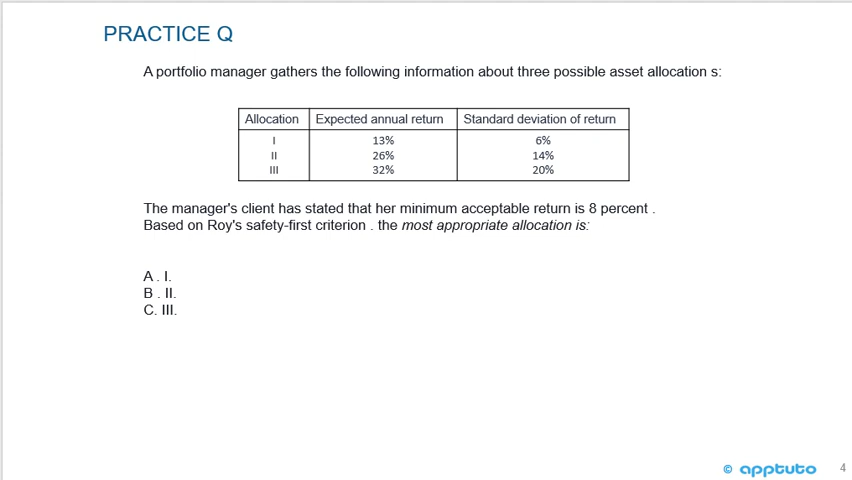 PRACTICE Q
A portfolio manager gathers the following information about three possible asset allocation s:
Allocation Expected annual return Standard deviation of return
I 13% 6%
II 26% 14%
III 32% 20%
The manager's client has stated that her minimum acceptable return is 8 percent .
Based on Roy's safety-first criterion . the most appropriate allocation is:
A . I.
B . II.
C. III.
© apptuto 4